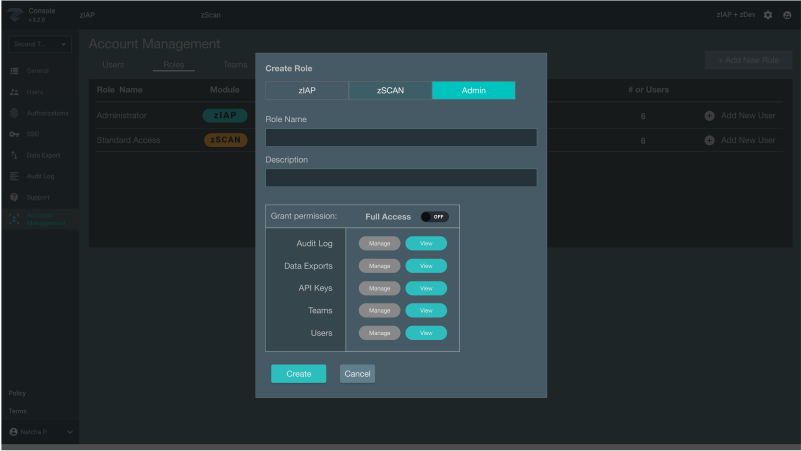 Console
v 6.2.0
zIAP
zScan
zIAP + zDev
Second T...
Account Management
Users
Roles
Teams
+ Add New Role
General
Users
Authorizations
SSO
Data Export
Audit Log
Support
Account
Management
Role Name
Module
# or Users
Administrator
zIAP
6
Add New User
Standard Access
zSCAN
6
Add New User
Create Role
zIAP
zSCAN
Admin
Role Name
Description
Grant permission:
Full Access
OFF
Audit Log
Manage
View
Data Exports
Manage
View
API Keys
Manage
View
Teams
Manage
View
Users
Manage
View
Create
Cancel
Policy
Terms
Natcha P.